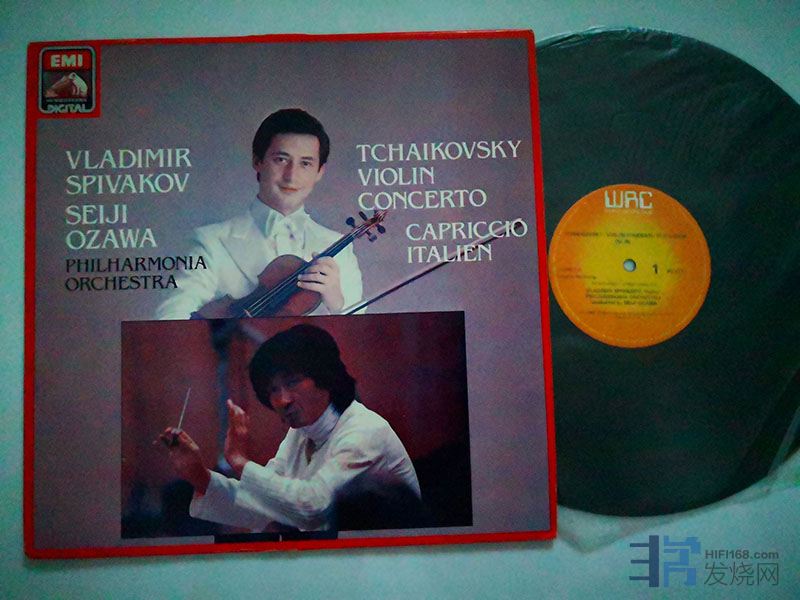 EMI
DIGITAL
VLADIMIR
SPIVAKOV
SEIJI
OZAWA
PHILHARMONIA
ORCHESTRA
TCHAIKOVSKY
VIOLIN
CONCERTO
CAPRICCIO
ITALIEN
WRC
1
HIFI168.com
发烧网